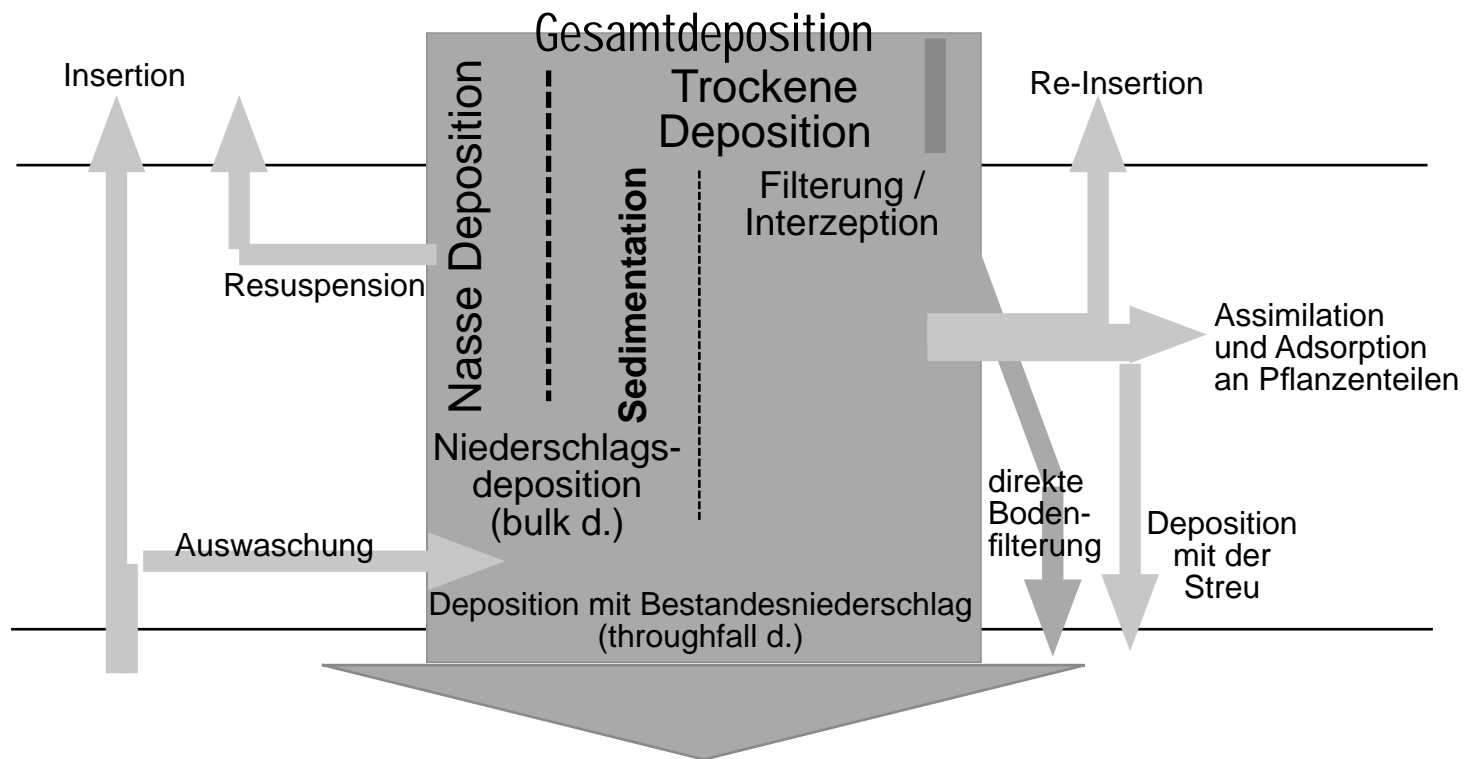 Gesamtdeposition
Insertion
Nasse Deposition
Trockene
Deposition
Re-Insertion
Sedimentation
Filterung /
Interzeption
Resuspension
Assimilation
und Adsorption
an Pflanzenteilen
Niederschlags-
deposition
(bulk d.)
direkte
Boden-
filterung
Deposition
mit der
Streu
Auswaschung
Deposition mit Bestandesniederschlag
(throughfall d.)